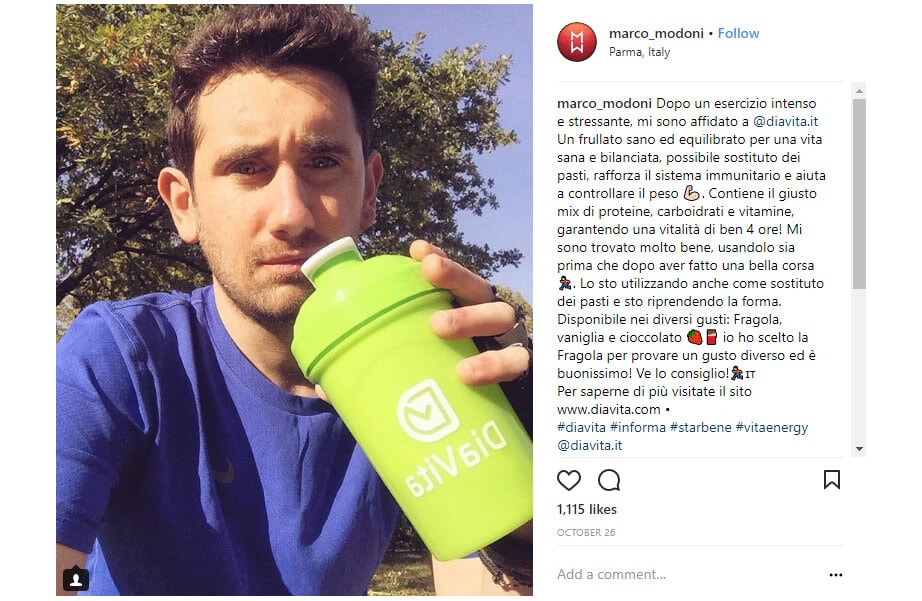 marco_modoni • Follow
Parma, Italy
marco_modoni Dopo un esercizio intenso
e stressante, mi sono affidato a @diavita.it
Un frullato sano ed equilibrato per una vita
sana e bilanciata, possibile sostituto dei
pasti, rafforza il sistema immunitario e aiuta
a controllare il peso 💪🏻. Contiene il giusto
mix di proteine, carboidrati e vitamine,
garantendo una vitalità di ben 4 ore! Mi
sono trovato molto bene, usandolo sia
prima che dopo aver fatto una bella corsa
🏃🏻. Lo sto utilizzando anche come sostituto
dei pasti e sto riprendendo la forma.
Disponibile nei diversi gusti: Fragola,
vaniglia e cioccolato 🍓🥤 io ho scelto la
Fragola per provare un gusto diverso ed è
buonissimo! Ve lo consiglio!🏃🏻IT
Per saperne di più visitate il sito
www.diavita.com •
#diavita #informa #starbene #vitaenergy
@diavita.it
1,115 likes
OCTOBER 26
Add a comment...
DiaVita